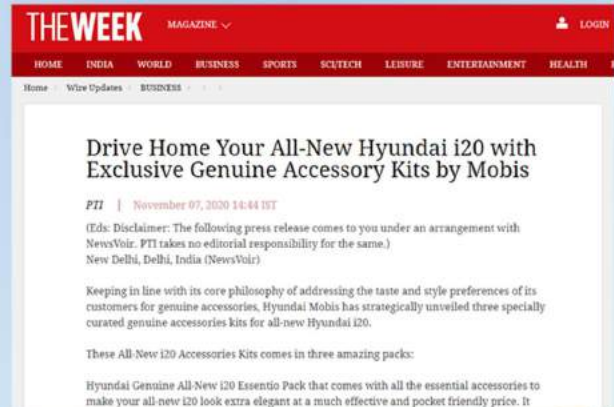 THE WEEK MAGAZINE LOGIN
HOME INDIA WORLD BUSINESS SPORTS SCI/TECH LEISURE ENTERTAINMENT HEALTH
Home Wire Updates BUSINESS
Drive Home Your All-New Hyundai i20 with
Exclusive Genuine Accessory Kits by Mobis
PTI | November 07, 2020 14:44 IST
(Eds: Disclaimer: The following press release comes to you under an arrangement with
NewsVoir. PTI takes no editorial responsibility for the same.)
New Delhi, Delhi, India (NewsVoir)
Keeping in line with its core philosophy of addressing the taste and style preferences of its
customers for genuine accessories, Hyundai Mobis has strategically unveiled three specially
curated genuine accessories kits for all-new Hyundai i20.
These All-New i20 Accessories Kits comes in three amazing packs:
Hyundai Genuine All-New i20 Essentio Pack that comes with all the essential accessories to
make your all-new i20 look extra elegant at a much effective and pocket friendly price. It